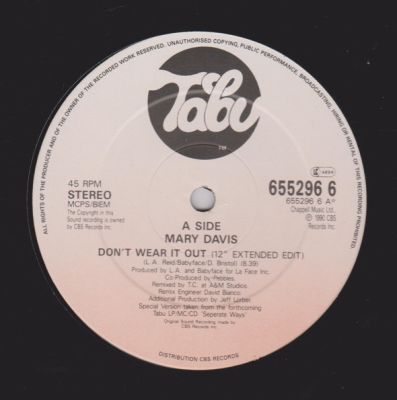 ALL RIGHTS OF THE PRODUCER AND OF THE OWNER OF THE RECORDED WORK RESERVED. UNAUTHORISED COPYING, PUBLIC PERFORMANCE, BROADCASTING, HIRING OR RENTAL OF THIS RECORDING PROHIBITED.
Tabu
TM
45 RPM
STEREO
MCPS/BIEM
The Copyright in this
Sound recording is owned
by CBS Records Inc.
655296 6
655296 6 A°
Chappell Music Ltd.
℗ 1990 CBS
Records Inc.
A SIDE
MARY DAVIS
DON'T WEAR IT OUT (12" EXTENDED EDIT)
(L.A. Reid/Babyface/D. Bristol) (8.39)
Produced by L.A. and Babyface for La Face Inc.
Co-Produced by Pebbles.
Remixed by T.C. at A&M Studios.
Remix Engineer David Bianco.
Additional Production by Jeff Lorber
Special Version taken from the forthcoming
Tabu LP/MC/CD 'Seperate Ways'
Original Sound Recording made by
CBS Records Inc.
DISTRIBUTION CBS RECORDS